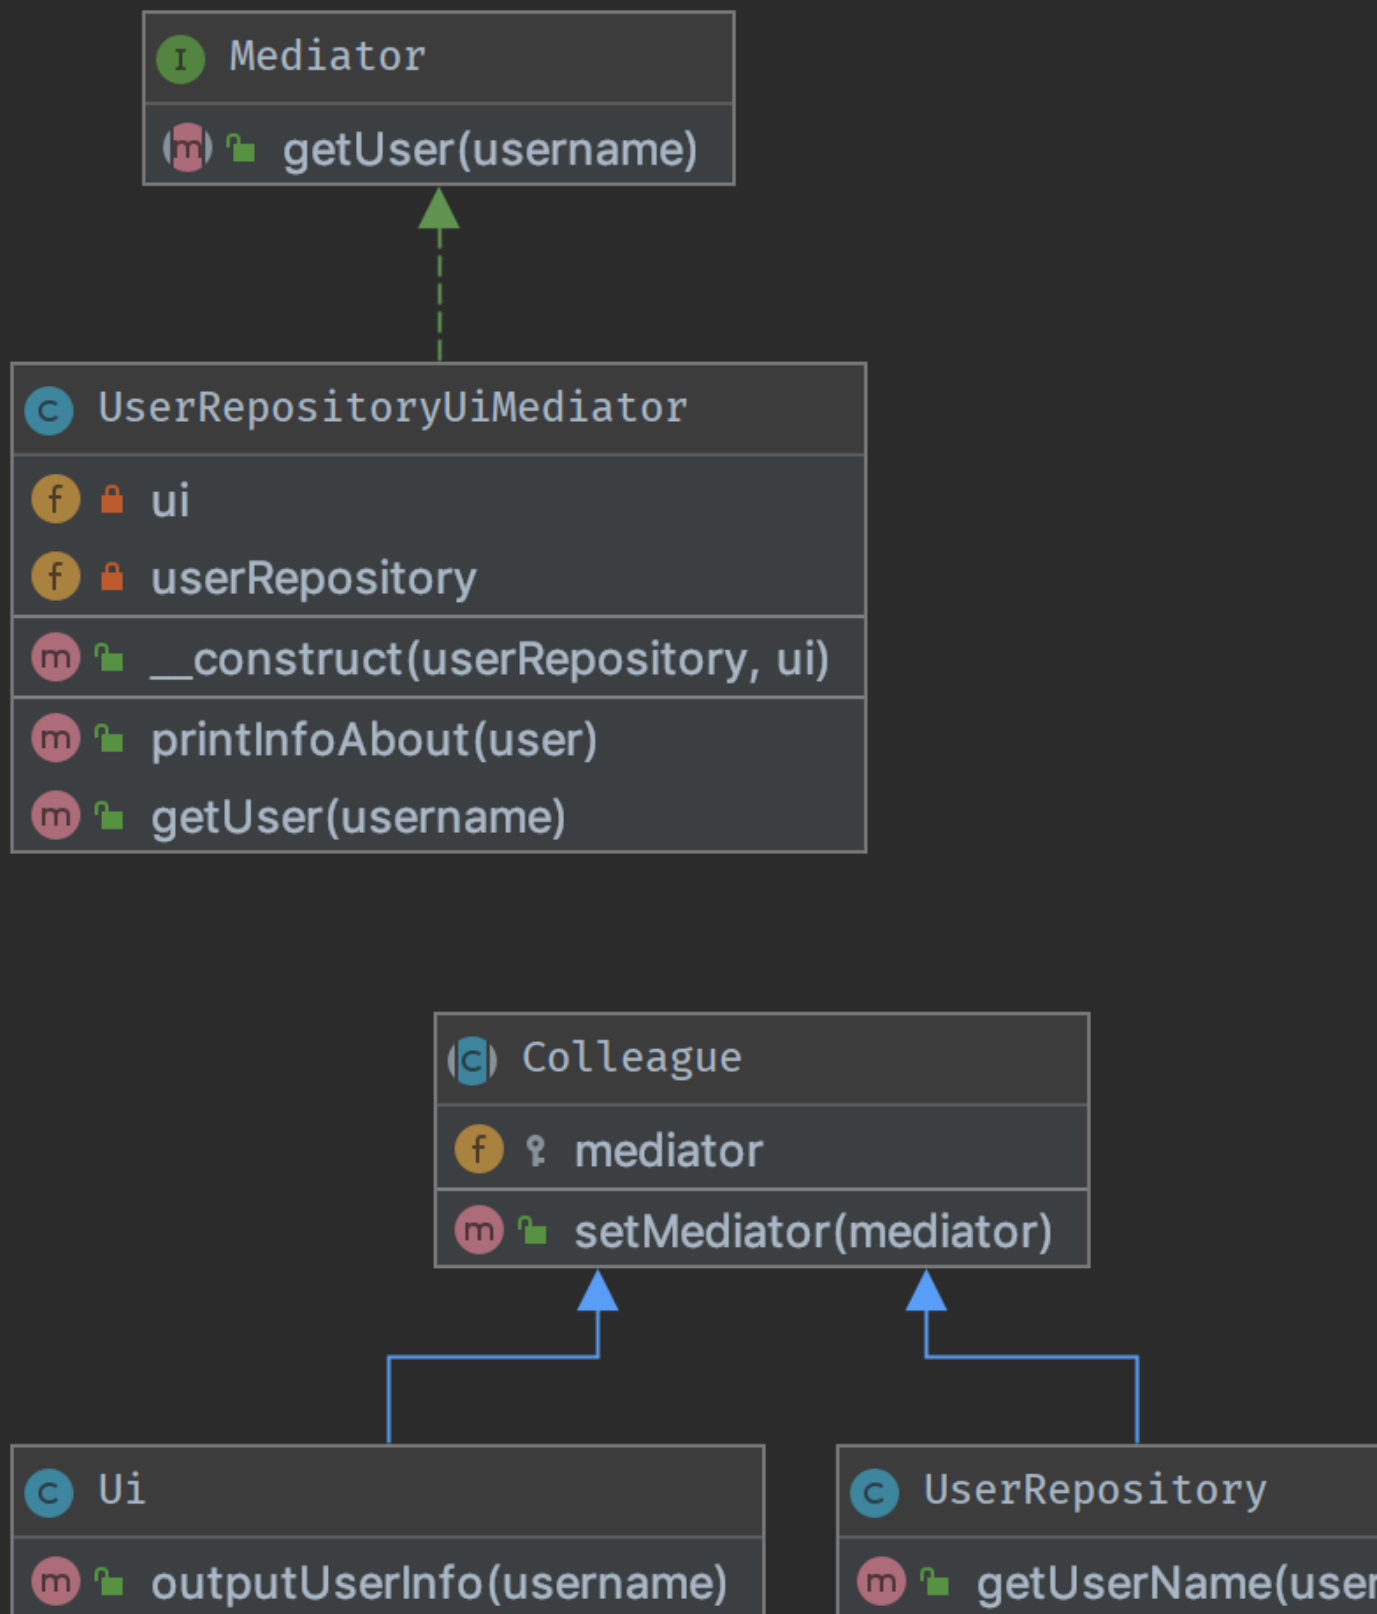 I Mediator
m getUser(username)
C UserRepositoryUiMediator
f ui
f userRepository
m __construct(userRepository, ui)
m printInfoAbout(user)
m getUser(username)
C Colleague
f mediator
m setMediator(mediator)
C Ui
m outputUserInfo(username)
C UserRepository
m getUserName(user